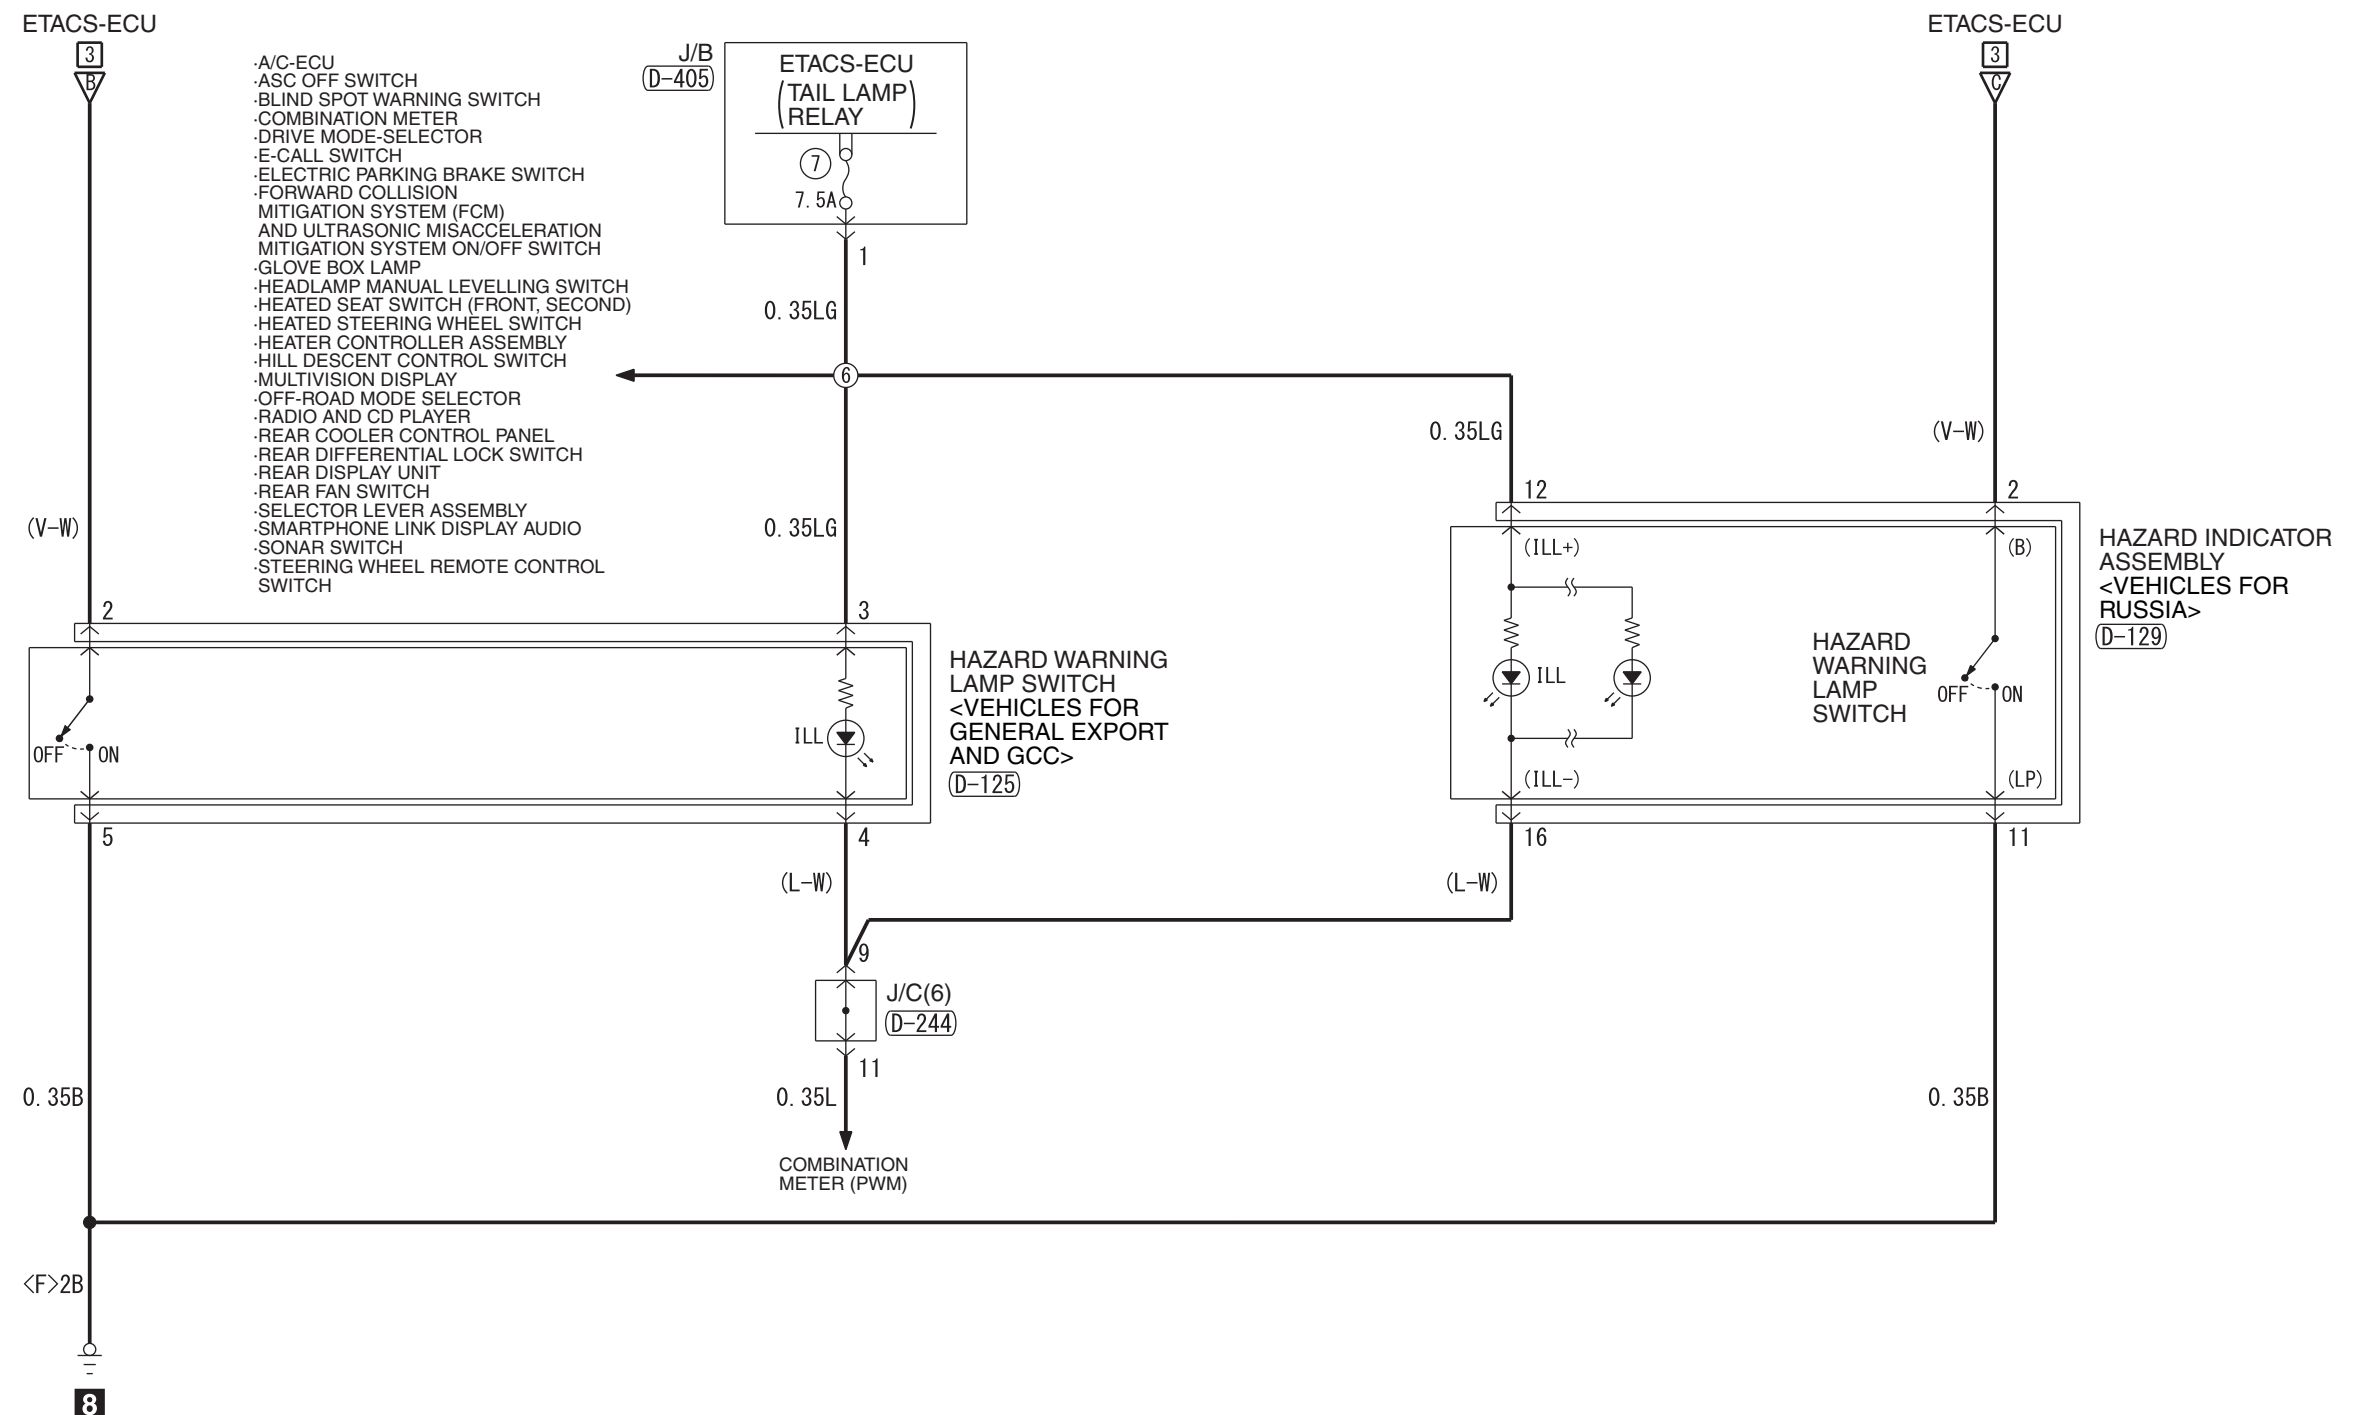 ETACS-ECU
3
B
·A/C-ECU
·ASC OFF SWITCH
·BLIND SPOT WARNING SWITCH
·COMBINATION METER
·DRIVE MODE-SELECTOR
·E-CALL SWITCH
·ELECTRIC PARKING BRAKE SWITCH
·FORWARD COLLISION
MITIGATION SYSTEM (FCM)
AND ULTRASONIC MISACCELERATION
MITIGATION SYSTEM ON/OFF SWITCH
·GLOVE BOX LAMP
·HEADLAMP MANUAL LEVELLING SWITCH
·HEATED SEAT SWITCH (FRONT, SECOND)
·HEATED STEERING WHEEL SWITCH
·HEATER CONTROLLER ASSEMBLY
·HILL DESCENT CONTROL SWITCH
·MULTIVISION DISPLAY
·OFF-ROAD MODE SELECTOR
·RADIO AND CD PLAYER
·REAR COOLER CONTROL PANEL
·REAR DIFFERENTIAL LOCK SWITCH
·REAR DISPLAY UNIT
·REAR FAN SWITCH
·SELECTOR LEVER ASSEMBLY
·SMARTPHONE LINK DISPLAY AUDIO
·SONAR SWITCH
·STEERING WHEEL REMOTE CONTROL
SWITCH
J/B
(D-405)
ETACS-ECU
(TAIL LAMP
RELAY)
7
7.5A
1
0.35LG
6
ETACS-ECU
3
C
0.35LG
(V-W)
(V-W)
0.35LG
2
3
12
2
(ILL+)
(B)
ILL
HAZARD
WARNING
LAMP
SWITCH
OFF
ON
(ILL-)
(LP)
HAZARD INDICATOR
ASSEMBLY
<VEHICLES FOR
RUSSIA>
(D-129)
OFF
ON
ILL
HAZARD WARNING
LAMP SWITCH
<VEHICLES FOR
GENERAL EXPORT
AND GCC>
(D-125)
5
4
16
11
(L-W)
(L-W)
9
J/C(6)
(D-244)
11
0.35B
0.35L
0.35B
COMBINATION
METER (PWM)
<F>2B
8